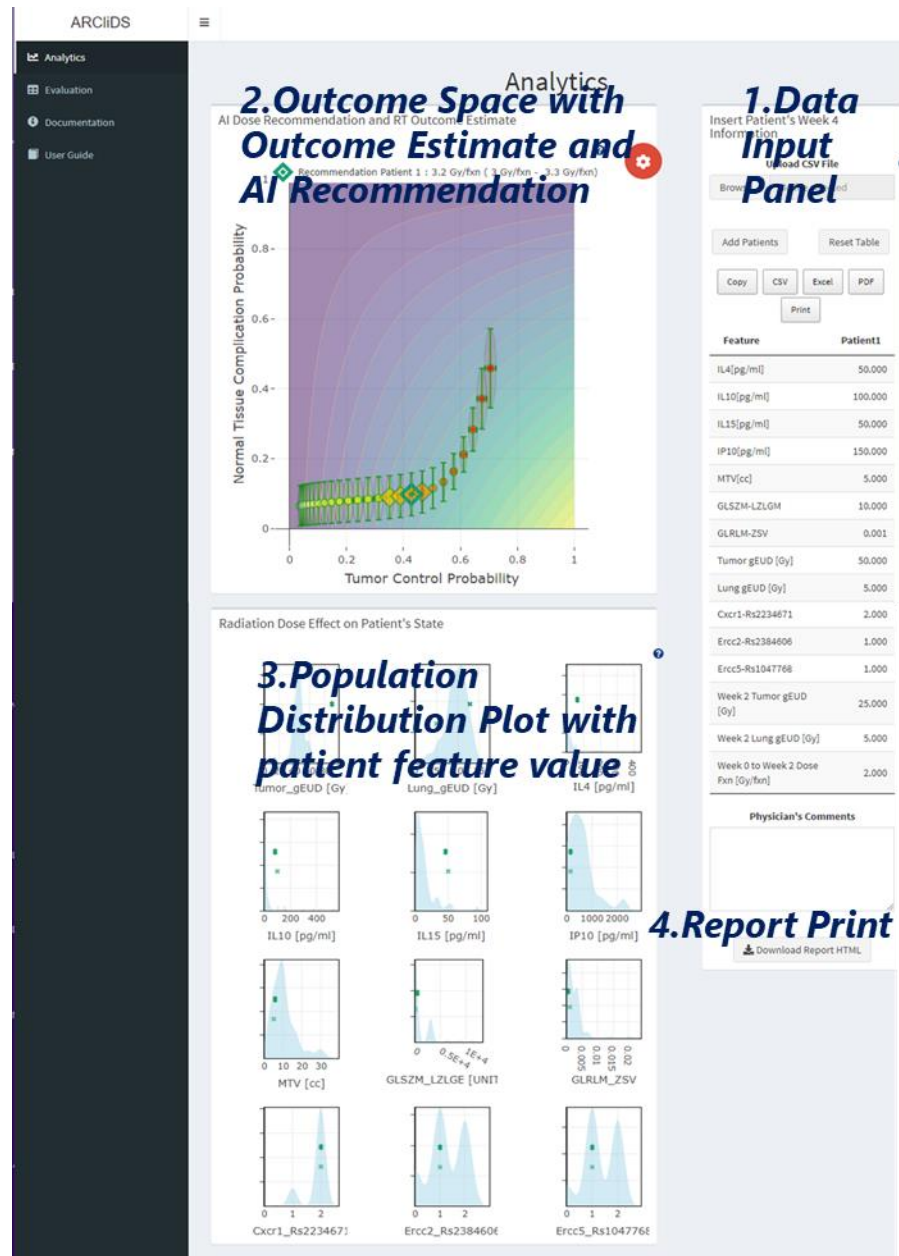 ARCliDS
Analytics
Evaluation
Documentation
User Guide
Analytics
2.Outcome Space with
Outcome Estimate and
AI Recommendation
AI Dose Recommendation and RT Outcome Estimate
Recommendation Patient 1 : 3.2 Gy/fxn ( 3 Gy/fxn - 3.3 Gy/fxn)
Normal Tissue Complication Probability
1
0.8
0.6
0.4
0.2
0
0 0.2 0.4 0.6 0.8 1
Tumor Control Probability
1.Data
Input
Panel
Insert Patient's Week 4
Information
Upload CSV File
Add Patients Reset Table
Copy CSV Excel PDF
Print
Feature Patient1
IL4[pg/ml] 50.000
IL10[pg/ml] 100.000
IL15[pg/ml] 50.000
IP10[pg/ml] 150.000
MTV[cc] 5.000
GLSZM-LZLGM 10.000
GLRLM-ZSV 0.001
Tumor gEUD [Gy] 50.000
Lung gEUD [Gy] 5.000
Cxcr1-Rs2234671 2.000
Ercc2-Rs2384606 1.000
Ercc5-Rs1047768 1.000
Week 2 Tumor gEUD
[Gy] 25.000
Week 2 Lung gEUD [Gy] 5.000
Week 0 to Week 2 Dose
Fxn [Gy/fxn] 2.000
Physician's Comments
4.Report Print
Download Report HTML
Radiation Dose Effect on Patient's State
3.Population
Distribution Plot with
patient feature value
Tumor_gEUD [Gy
Lung_gEUD [Gy]
400
IL4 [pg/ml]
0 200 400
IL10 [pg/ml]
0 50 100
IL15 [pg/ml]
0 1000 2000
IP10 [pg/ml]
0 10 20 30
MTV [cc]
0 0.5E+4 1E+4
GLSZM_LZLGE [UNIT
0 0.005 0.01 0.015 0.02
GLRLM_ZSV
0 1 2
Cxcr1_Rs2234671
0 1 2
Ercc2_Rs2384606
0 1 2
Ercc5_Rs1047768